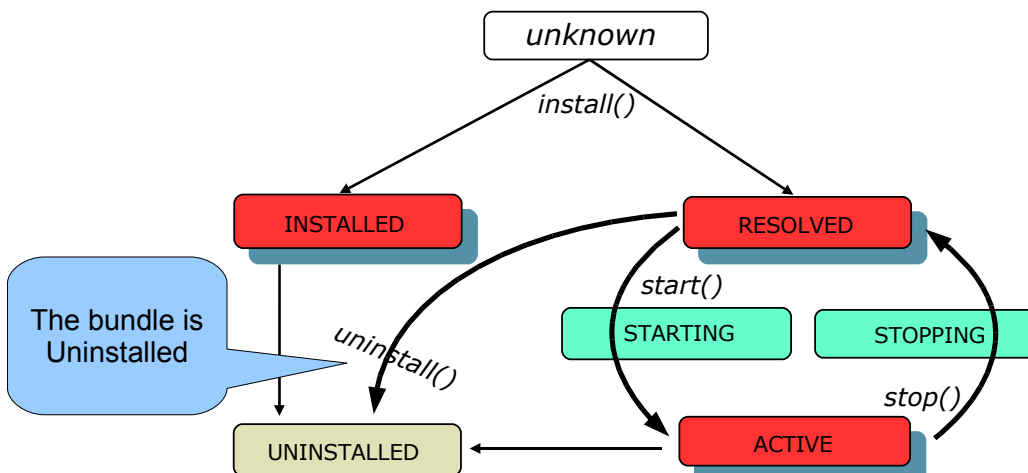 unknown
install()
INSTALLED
RESOLVED
start()
The bundle is
Uninstalled
uninstall()
STARTING
STOPPING
stop()
UNINSTALLED
ACTIVE